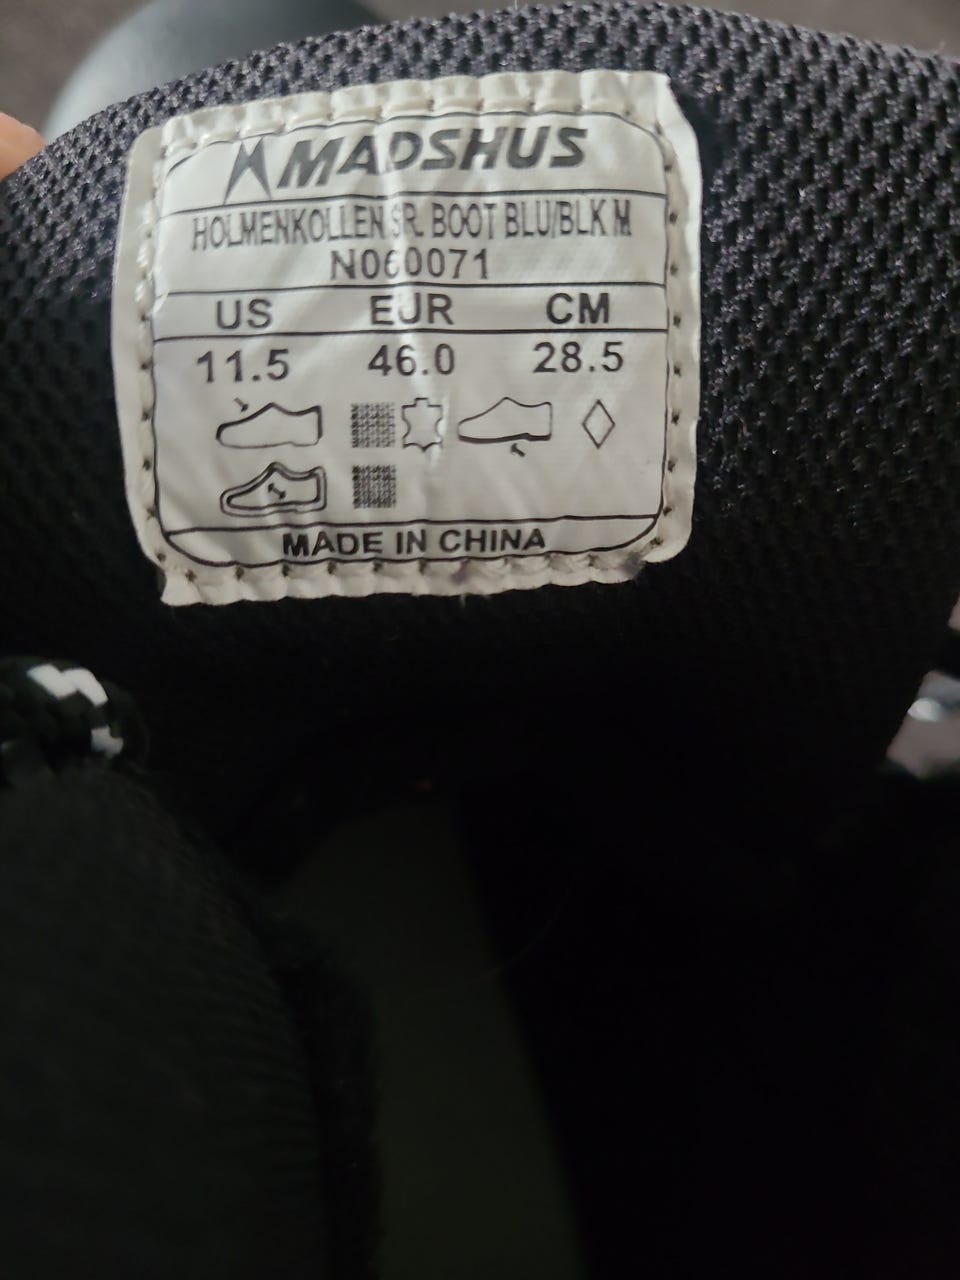 MADSHUS
HOLMENKOLLEN SR. BOOT BLU/BLK M
N060071
US EUR CM
11.5 46.0 28.5
MADE IN CHINA